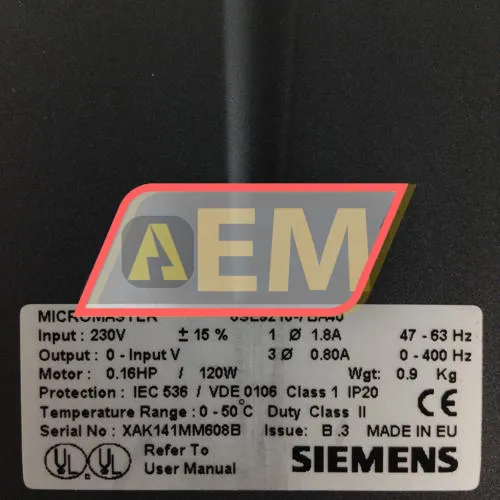 AEM
MICROMASTER
Input : 230V ± 15 % 1 Ø 1.8A 47 - 63 Hz
Output : 0 - Input V 3 Ø 0.80A 0 - 400 Hz
Motor : 0.16HP / 120W Wgt: 0.9 Kg
Protection : IEC 536 / VDE 0106 Class 1 IP20
Temperature Range : 0 - 50°C Duty Class II
Serial No : XAK141MM608B Issue: B .3 MADE IN EU
CE
UL UL Refer To
User Manual
SIEMENS